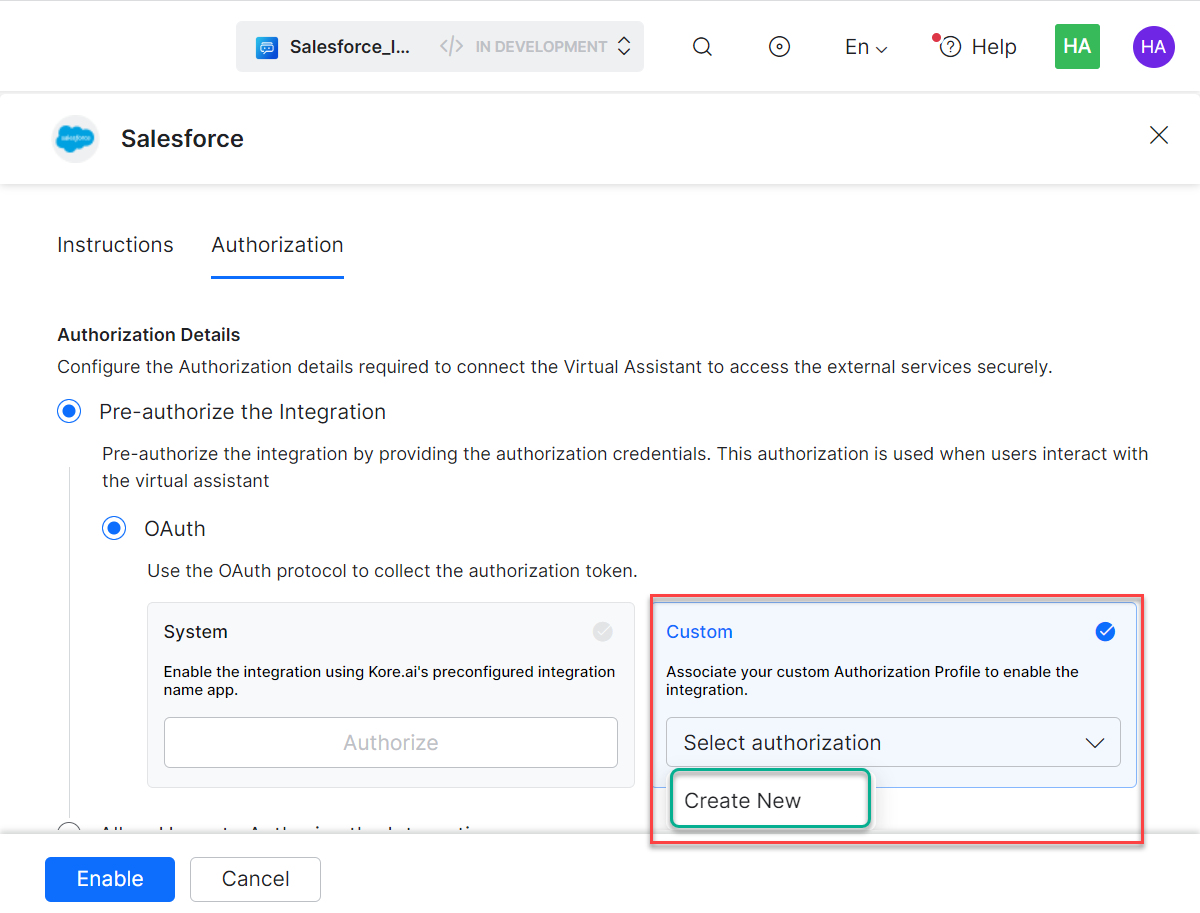 Salesforce_I... </> IN DEVELOPMENT En Help HA HA
salesforce
Salesforce
Instructions Authorization
Authorization Details
Configure the Authorization details required to connect the Virtual Assistant to access the external services securely.
Pre-authorize the Integration
Pre-authorize the integration by providing the authorization credentials. This authorization is used when users interact with
the virtual assistant
OAuth
Use the OAuth protocol to collect the authorization token.
System
Enable the integration using Kore.ai's preconfigured integration
name app.
Authorize
Custom
Associate your custom Authorization Profile to enable the
integration.
Select authorization
Create New
Enable Cancel